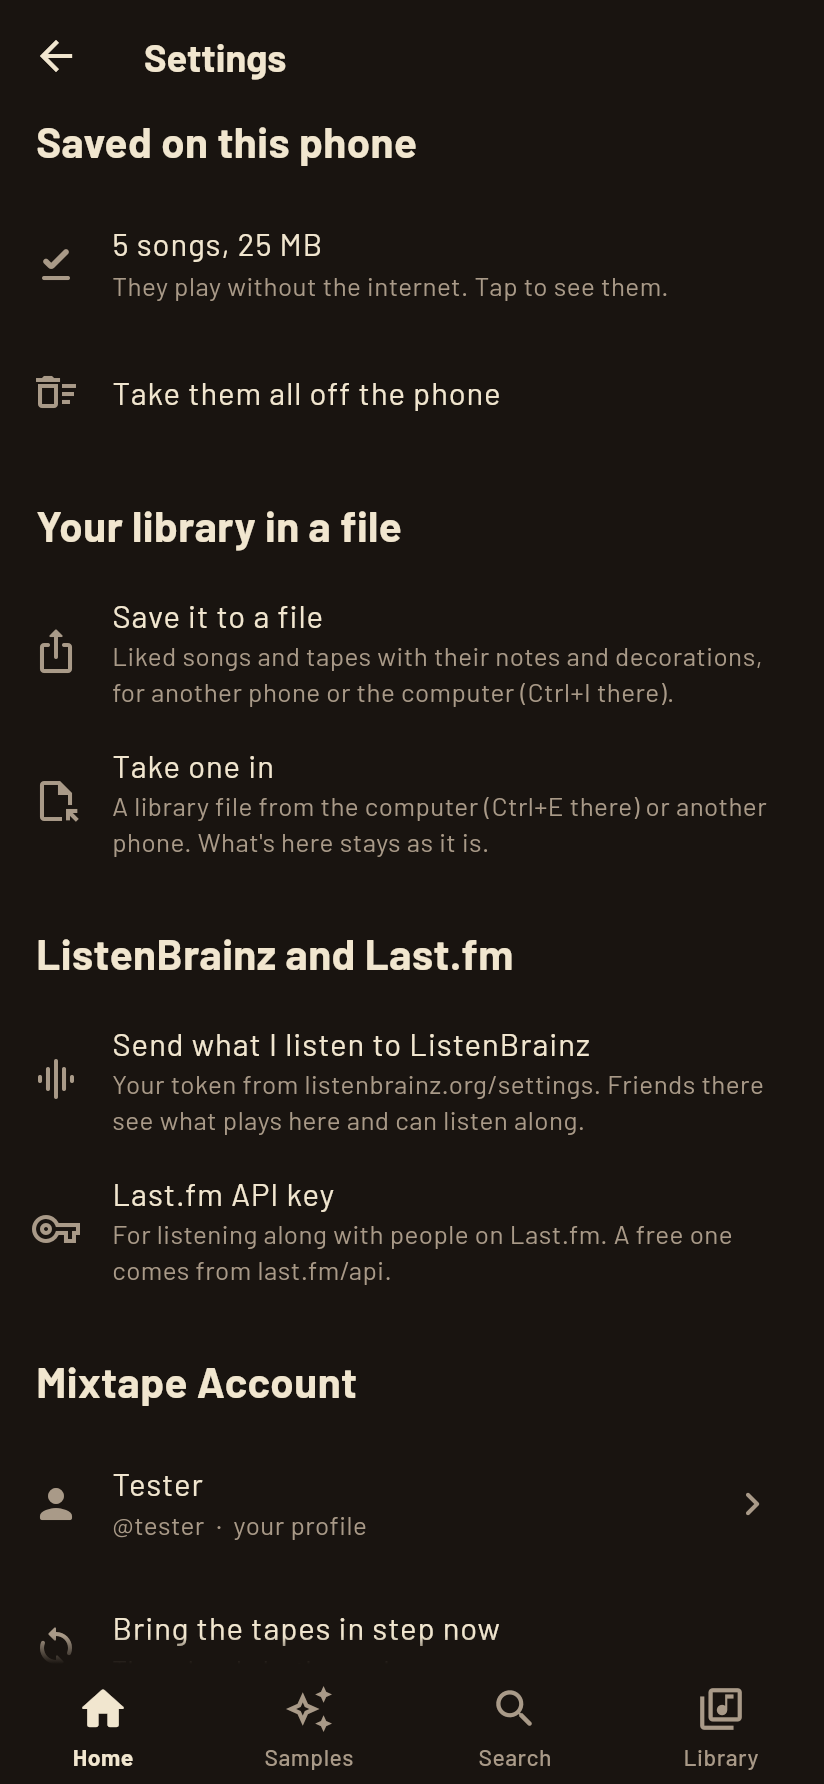 Settings
Saved on this phone
5 songs, 25 MB
They play without the internet. Tap to see them.
Take them all off the phone
Your library in a file
Save it to a file
Liked songs and tapes with their notes and decorations,
for another phone or the computer (Ctrl+I there).
Take one in
A library file from the computer (Ctrl+E there) or another
phone. What's here stays as it is.
ListenBrainz and Last.fm
Send what I listen to ListenBrainz
Your token from listenbrainz.org/settings. Friends there
see what plays here and can listen along.
Last.fm API key
For listening along with people on Last.fm. A free one
comes from last.fm/api.
Mixtape Account
Tester
@tester · your profile
Bring the tapes in step now
Home
Samples
Search
Library